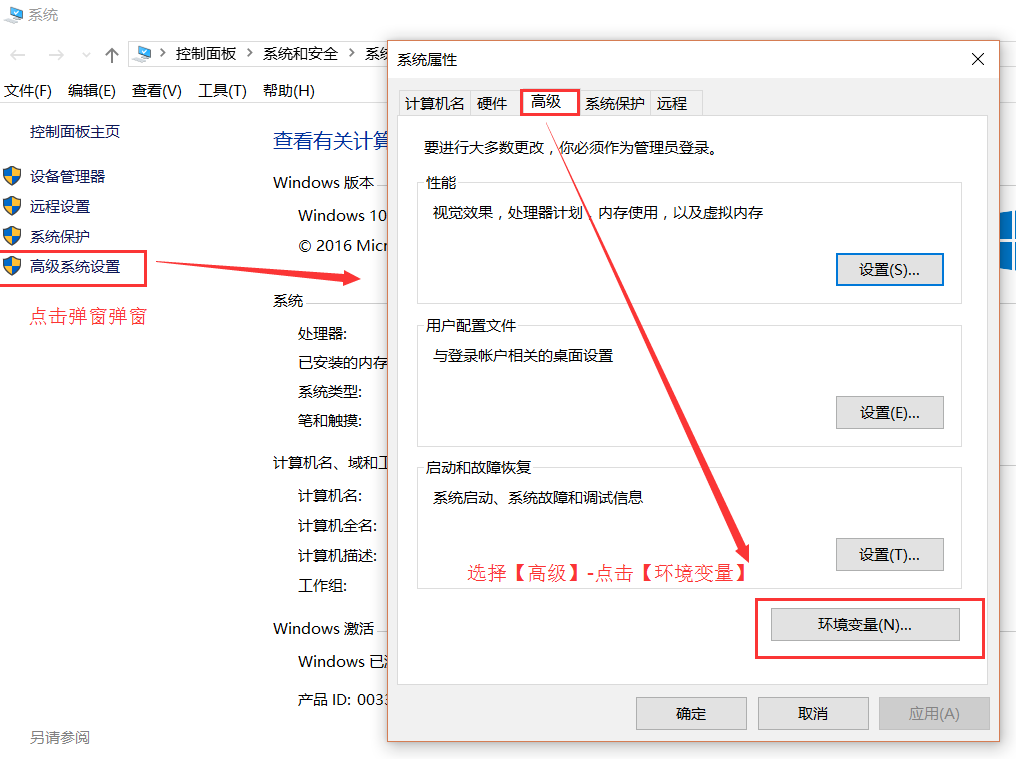 系统
控制面板 系统和安全 系统
文件(F) 编辑(E) 查看(V) 工具(T) 帮助(H)
控制面板主页
设备管理器
远程设置
系统保护
高级系统设置
点击弹窗弹窗
另请参阅
查看有关计算
Windows 版本
Windows 10
© 2016 Micr
系统
处理器:
已安装的内存
系统类型:
笔和触摸:
计算机名、域和工
计算机名:
计算机全名:
计算机描述:
工作组:
Windows 激活
Windows 已
产品 ID: 0033
系统属性
计算机名 硬件 高级 系统保护 远程
要进行大多数更改，你必须作为管理员登录。
性能
视觉效果，处理器计划，内存使用，以及虚拟内存
设置(S)...
用户配置文件
与登录帐户相关的桌面设置
设置(E)...
启动和故障恢复
系统启动、系统故障和调试信息
设置(T)...
选择【高级】-点击【环境变量】
环境变量(N)...
确定 取消 应用(A)